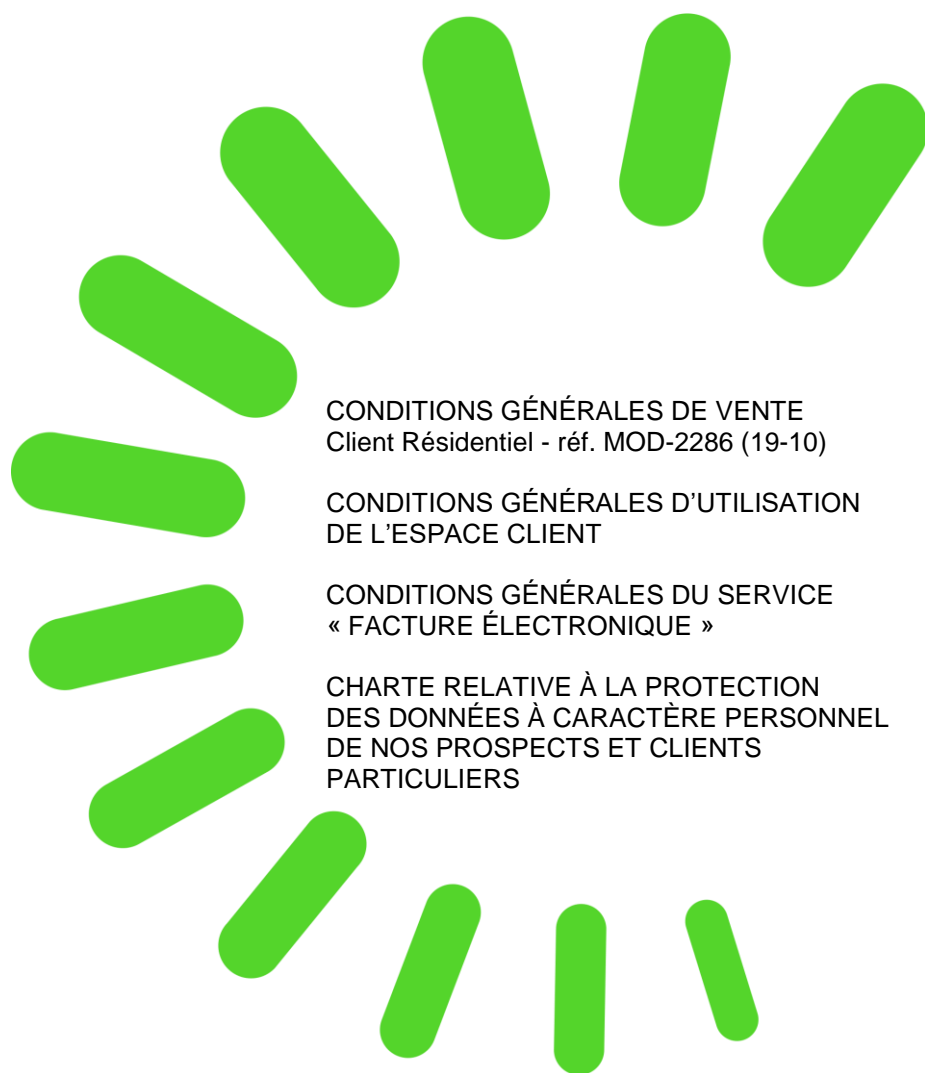 CONDITIONS GÉNÉRALES DE VENTE
Client Résidentiel - réf. MOD-2286 (19-10)
CONDITIONS GÉNÉRALES D'UTILISATION
DE L'ESPACE CLIENT
CONDITIONS GÉNÉRALES DU SERVICE
« FACTURE ÉLECTRONIQUE »
CHARTE RELATIVE À LA PROTECTION
DES DONNÉES À CARACTÈRE PERSONNEL
DE NOS PROSPECTS ET CLIENTS
PARTICULIERS